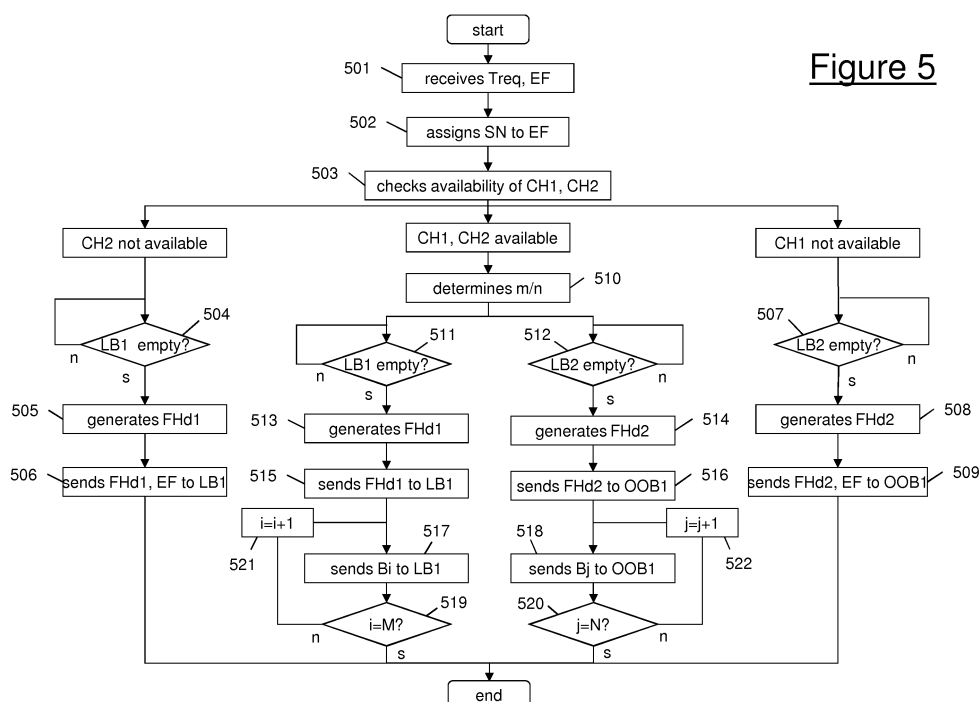 start
Figure 5
501
receives Treq, EF
502
assigns SN to EF
503
checks availability of CH1, CH2
CH2 not available
CH1, CH2 available
CH1 not available
determines m/n
510
504
LB1 empty?
n
s
511
LB1 empty?
n
s
512
LB2 empty?
n
s
507
LB2 empty?
n
s
505
generates FHd1
513
generates FHd1
generates FHd2
514
generates FHd2
508
506
sends FHd1, EF to LB1
515
sends FHd1 to LB1
sends FHd2 to OOB1
516
sends FHd2, EF to OOB1
509
i=i+1
521
517
518
j=j+1
522
sends Bi to LB1
sends Bj to OOB1
519
i=M?
n
s
520
j=N?
n
s
end